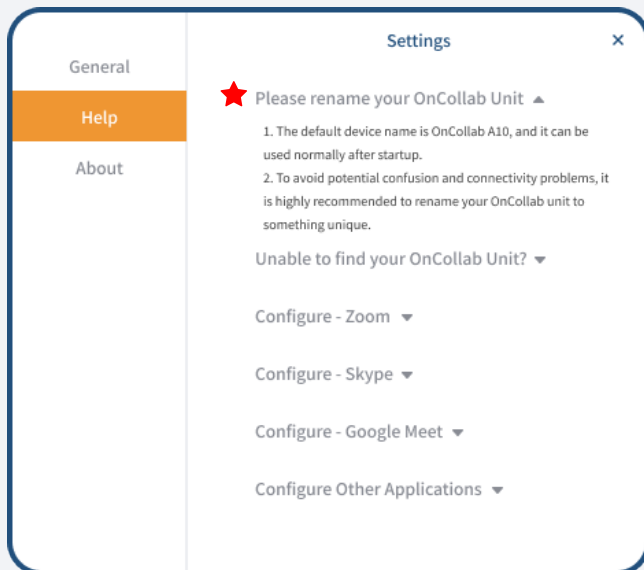 Settings
×
General
Help
About
Please rename your OnCollab Unit
1. The default device name is OnCollab A10, and it can be
used normally after startup.
2. To avoid potential confusion and connectivity problems, it
is highly recommended to rename your OnCollab unit to
something unique.
Unable to find your OnCollab Unit?
Configure - Zoom
Configure - Skype
Configure - Google Meet
Configure Other Applications